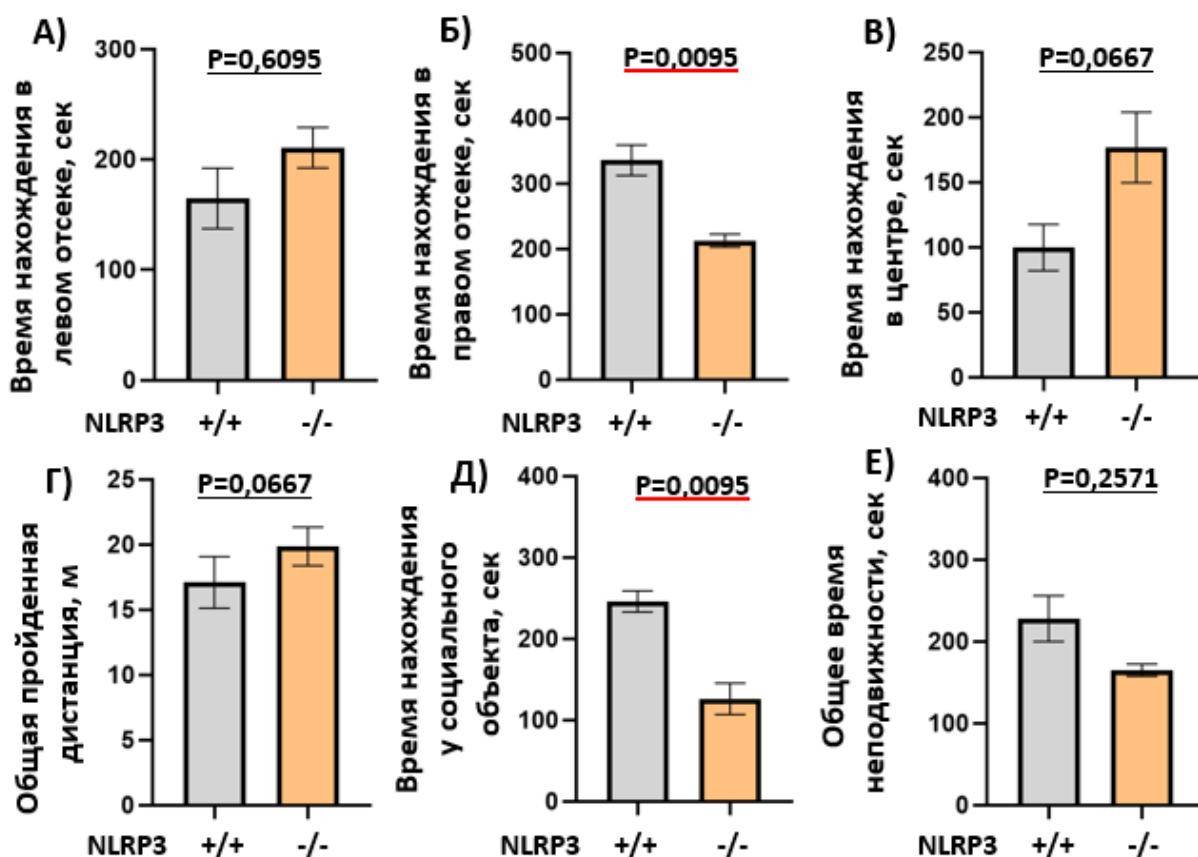 А)
P=0,6095
Время нахождения в
левом отсеке, сек
300
200
100
0
NLRP3 +/+ -/-
Б)
P=0,0095
Время нахождения в
правом отсеке, сек
500
400
300
200
100
0
NLRP3 +/+ -/-
В)
P=0,0667
Время нахождения
в центре, сек
250
200
150
100
50
0
NLRP3 +/+ -/-
Г)
P=0,0667
Общая пройденная
дистанция, м
25
20
15
10
5
0
NLRP3 +/+ -/-
Д)
P=0,0095
Время нахождения
у социального
объекта, сек
400
300
200
100
0
NLRP3 +/+ -/-
Е)
P=0,2571
Общее время
неподвижности, сек
400
300
200
100
0
NLRP3 +/+ -/-